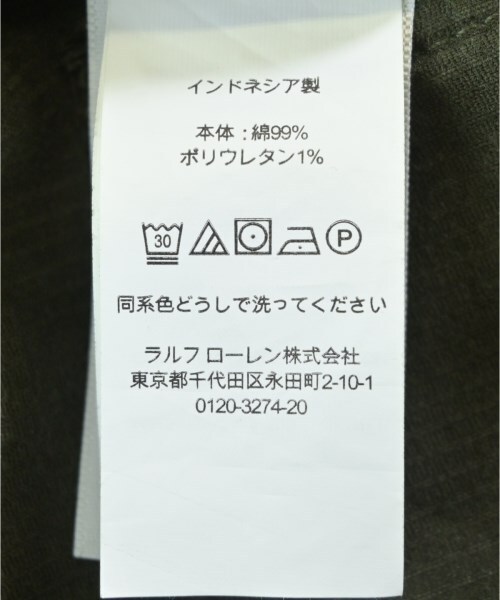 インドネシア製
本体 : 綿99%
ポリウレタン1%
30 P
同系色どうしで洗ってください
ラルフ ローレン株式会社
東京都千代田区永田町2-10-1
0120-3274-20